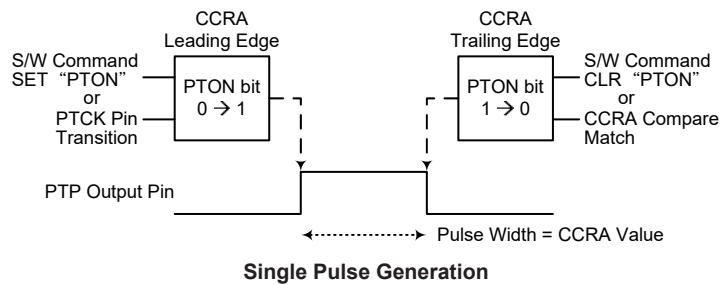 CCRA
Leading Edge
S/W Command
SET “PTON”
or
PTCK Pin
Transition
PTON bit
0 → 1
CCRA
Trailing Edge
PTON bit
1 → 0
S/W Command
CLR “PTON”
or
CCRA Compare
Match
PTP Output Pin
Pulse Width = CCRA Value
Single Pulse Generation